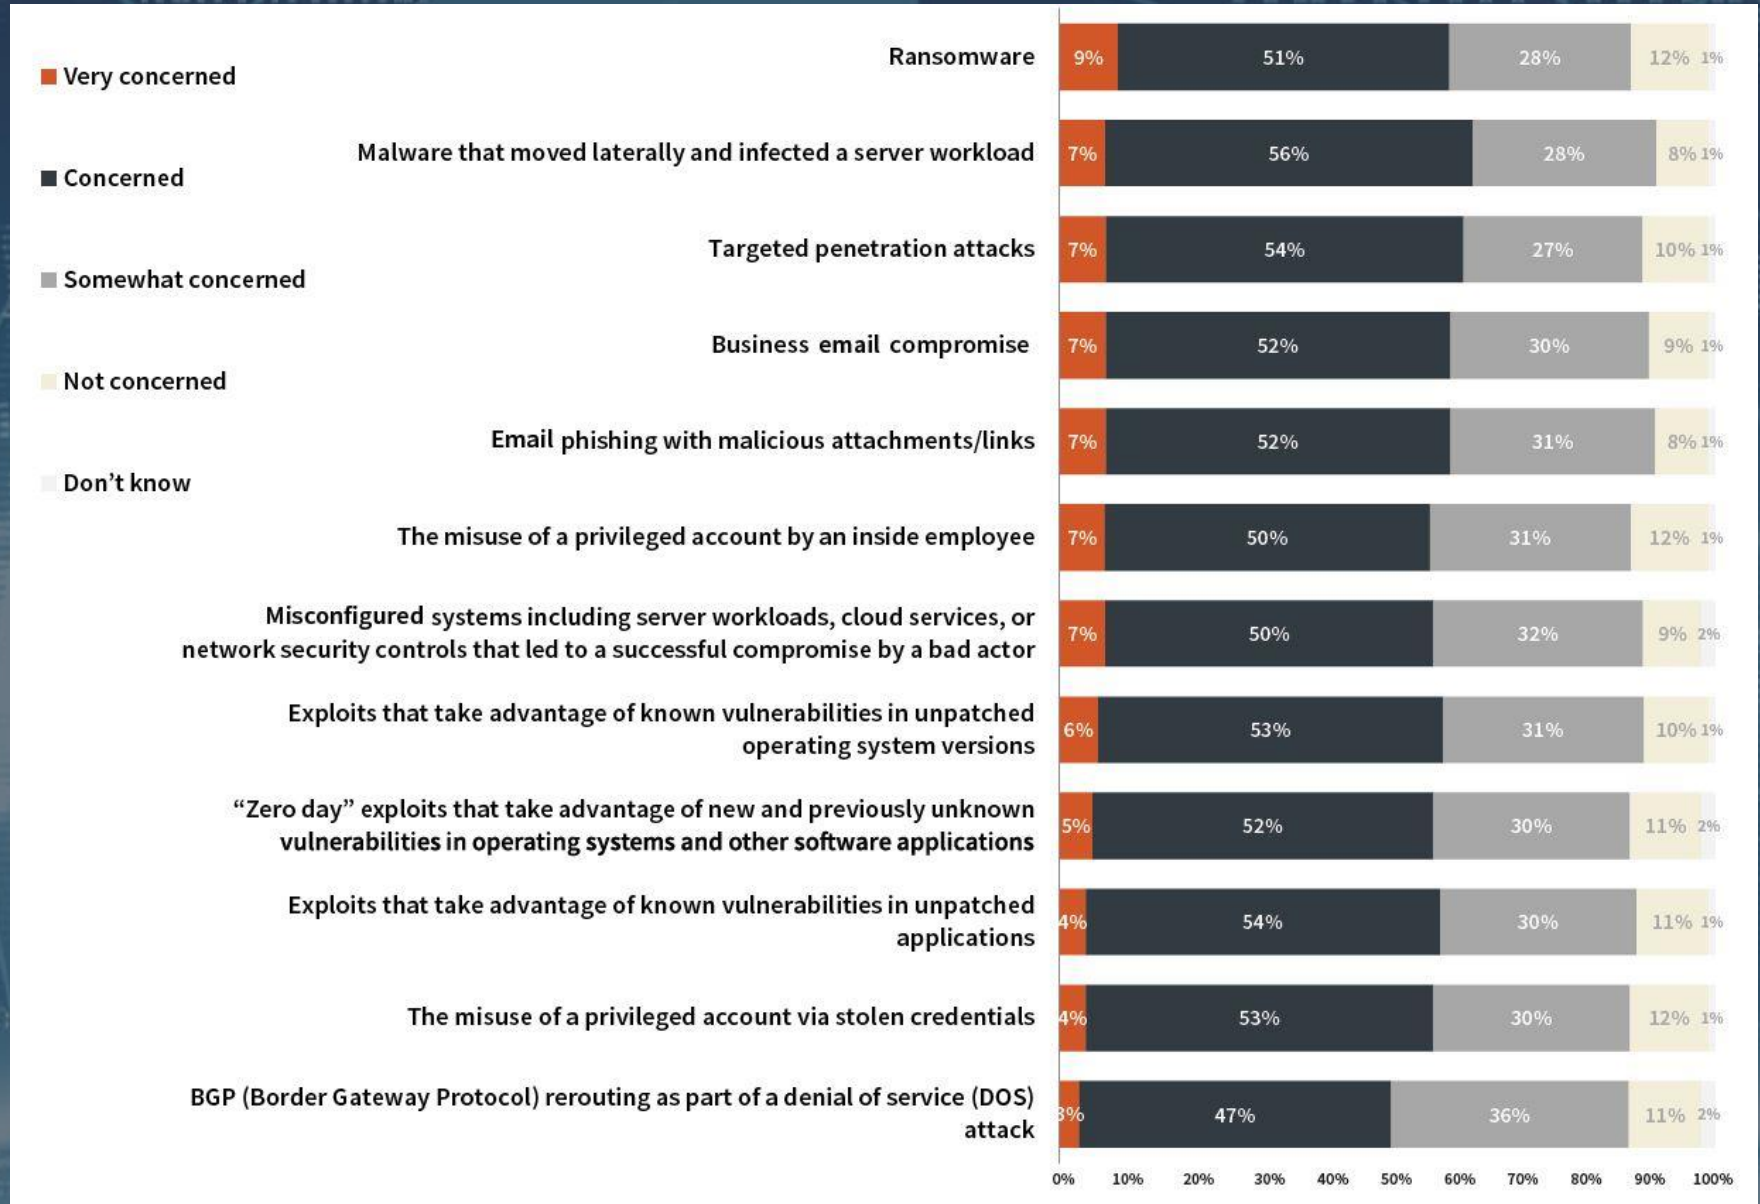 Very concerned
Concerned
Somewhat concerned
Not concerned
Don't know
Ransomware
9% 51% 28% 12% 1%
Malware that moved laterally and infected a server workload
7% 56% 28% 8% 1%
Targeted penetration attacks
7% 54% 27% 10% 1%
Business email compromise
7% 52% 30% 9% 1%
Email phishing with malicious attachments/links
7% 52% 31% 8% 1%
The misuse of a privileged account by an inside employee
7% 50% 31% 12% 1%
Misconfigured systems including server workloads, cloud services, or
network security controls that led to a successful compromise by a bad actor
7% 50% 32% 9% 2%
Exploits that take advantage of known vulnerabilities in unpatched
operating system versions
6% 53% 31% 10% 1%
“Zero day” exploits that take advantage of new and previously unknown
vulnerabilities in operating systems and other software applications
5% 52% 30% 11% 2%
Exploits that take advantage of known vulnerabilities in unpatched
applications
4% 54% 30% 11% 1%
The misuse of a privileged account via stolen credentials
4% 53% 30% 12% 1%
BGP (Border Gateway Protocol) rerouting as part of a denial of service (DOS)
attack
3% 47% 36% 11% 2%
0% 10% 20% 30% 40% 50% 60% 70% 80% 90% 100%